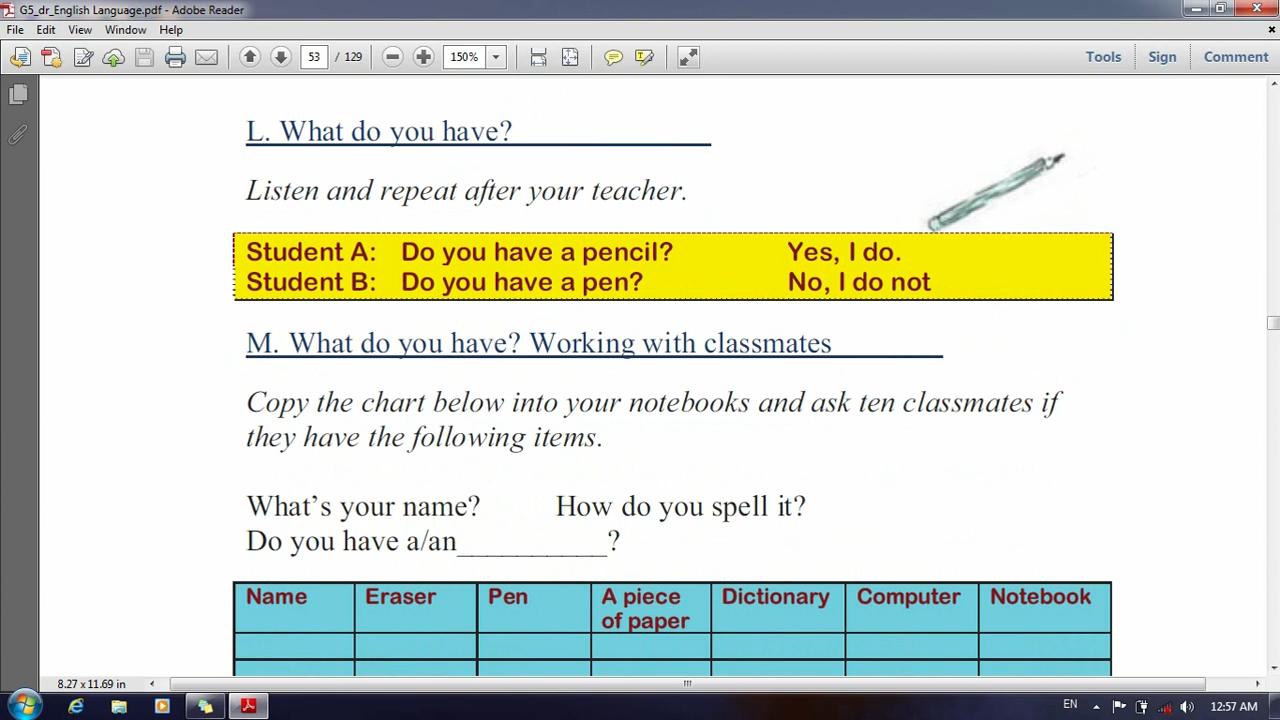 G5_dr_English Language.pdf - Adobe Reader
File Edit View Window Help
53 / 129 150% Tools Sign Comment
L. What do you have?
Listen and repeat after your teacher.
Student A: Do you have a pencil? Yes, I do.
Student B: Do you have a pen? No, I do not
M. What do you have? Working with classmates
Copy the chart below into your notebooks and ask ten classmates if
they have the following items.
What's your name? How do you spell it?
Do you have a/an__________?
Name Eraser Pen A piece of paper Dictionary Computer Notebook
8.27 x 11.69 in
EN 12:57 AM